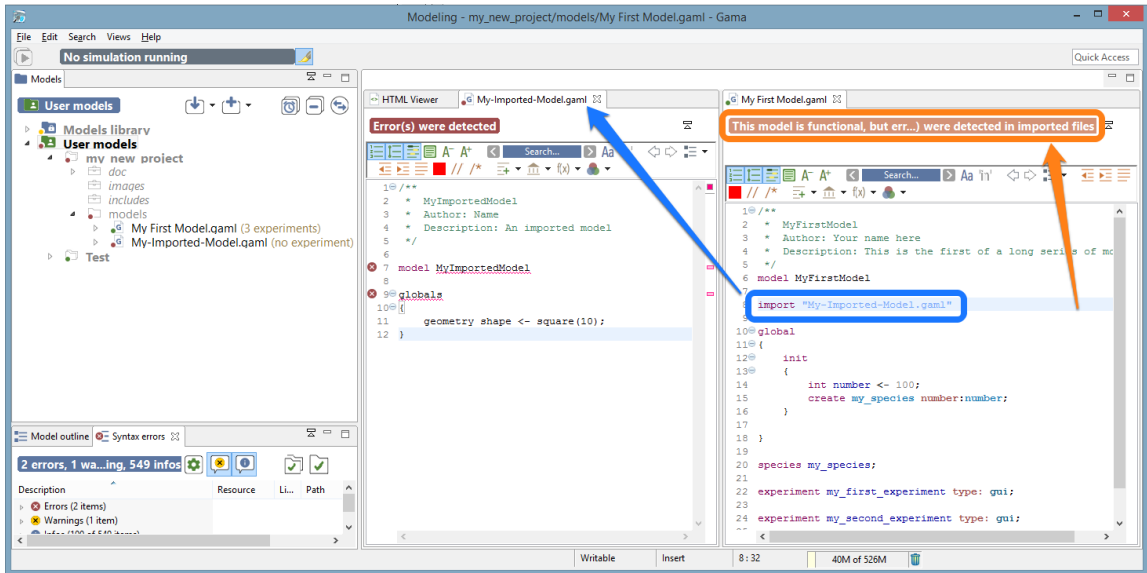 Modeling - my_new_project/models/My First Model.gaml - Gama
File Edit Search Views Help
No simulation running
Quick Access
Models
User models
Models library
User models
my_new_project
doc
images
includes
models
My First Model.gaml (3 experiments)
My-Imported-Model.gaml (no experiment)
Test
Model outline
Syntax errors
2 errors, 1 wa...ing, 549 infos
Description Resource Li... Path
Errors (2 items)
Warnings (1 item)
Infos (100 of 549 items)
HTML Viewer
My-Imported-Model.gaml
Error(s) were detected
A- A+ Search... Aa
// /* f(x)
1 /**
2 * MyImportedModel
3 * Author: Name
4 * Description: An imported model
5 */
6
7 model MyImportedModel
8
9 globals
10 {
11 geometry shape <- square(10);
12 }
My First Model.gaml
This model is functional, but err...) were detected in imported files
A- A+ Search... Aa
// /* f(x)
1 /**
2 * MyFirstModel
3 * Author: Your name here
4 * Description: This is the first of a long series of mo
5 */
6 model MyFirstModel
7
8 import "My-Imported-Model.gaml"
9
10 global
11 {
12 init
13 {
14 int number <- 100;
15 create my_species number:number;
16 }
17
18 }
19
20 species my_species;
21
22 experiment my_first_experiment type: gui;
23
24 experiment my_second_experiment type: gui;
Writable Insert 8 : 32 40M of 526M